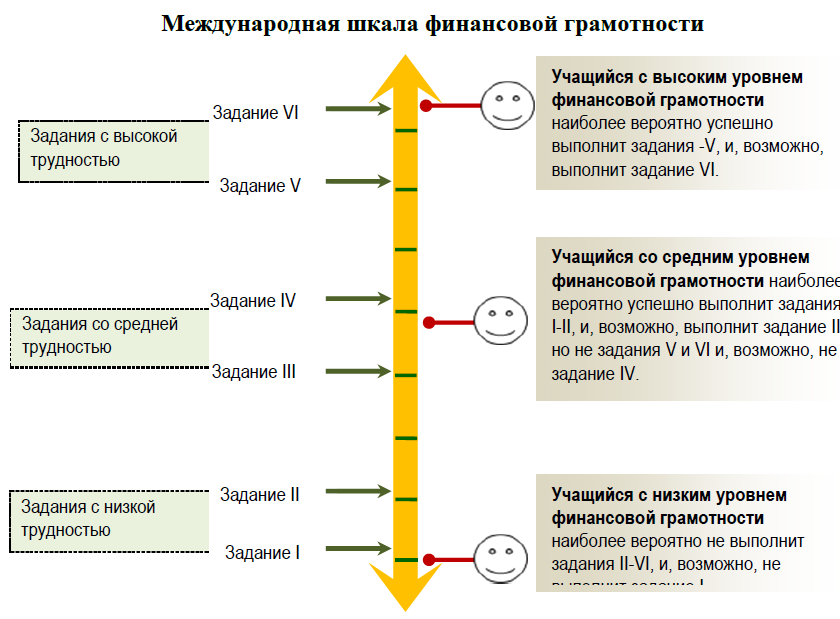 Международная шкала финансовой грамотности
Задание VI
Задания с высокой
трудностью
Задание V
Задание IV
Задания со средней
трудностью
Задание III
Задание II
Задания с низкой
трудностью
Задание I
Учащийся с высоким уровнем
финансовой грамотности
наиболее вероятно успешно
выполнит задания -V, и, возможно,
выполнит задание VI.
Учащийся со средним уровнем
финансовой грамотности наиболее
вероятно успешно выполнит задания
I-II, и, возможно, выполнит задание II
но не задания V и VI и, возможно, не
задание IV.
Учащийся с низким уровнем
финансовой грамотности
наиболее вероятно не выполнит
задания II-VI, и, возможно, не
выполнит задание I